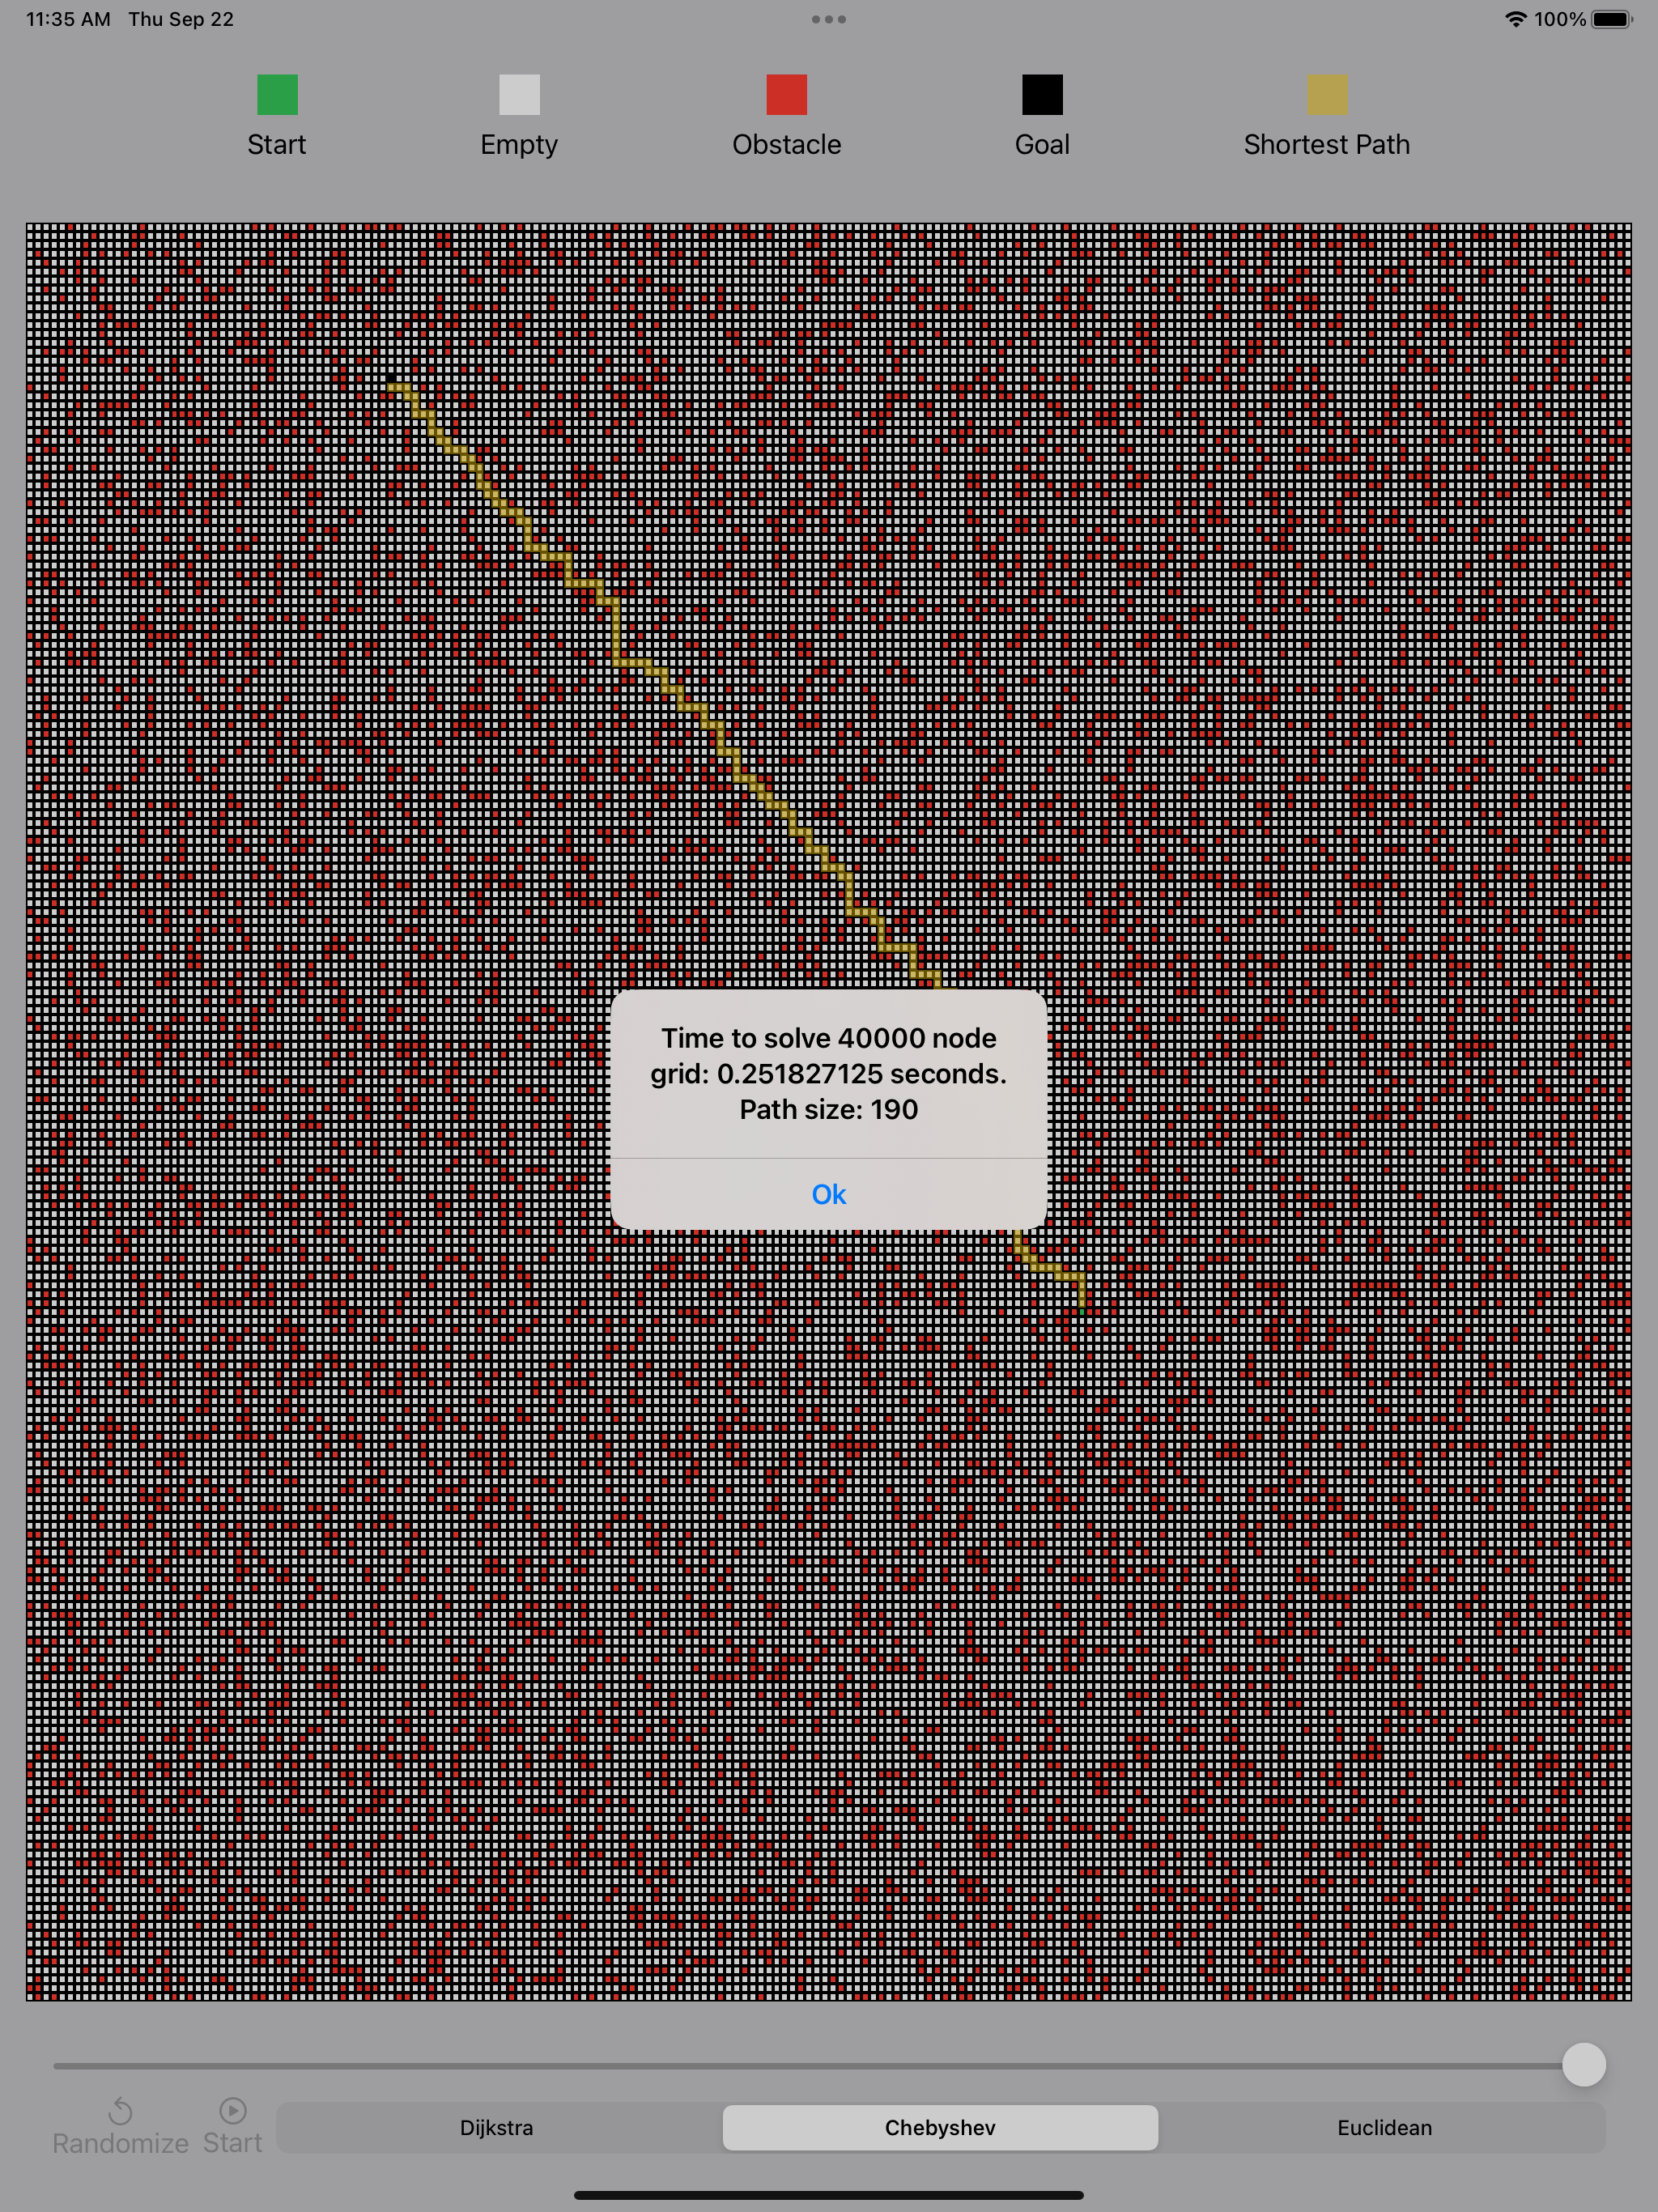 11:35 AM Thu Sep 22
100%
Start
Empty
Obstacle
Goal
Shortest Path
Time to solve 40000 node
grid: 0.251827125 seconds.
Path size: 190
Ok
Randomize
Start
Dijkstra
Chebyshev
Euclidean